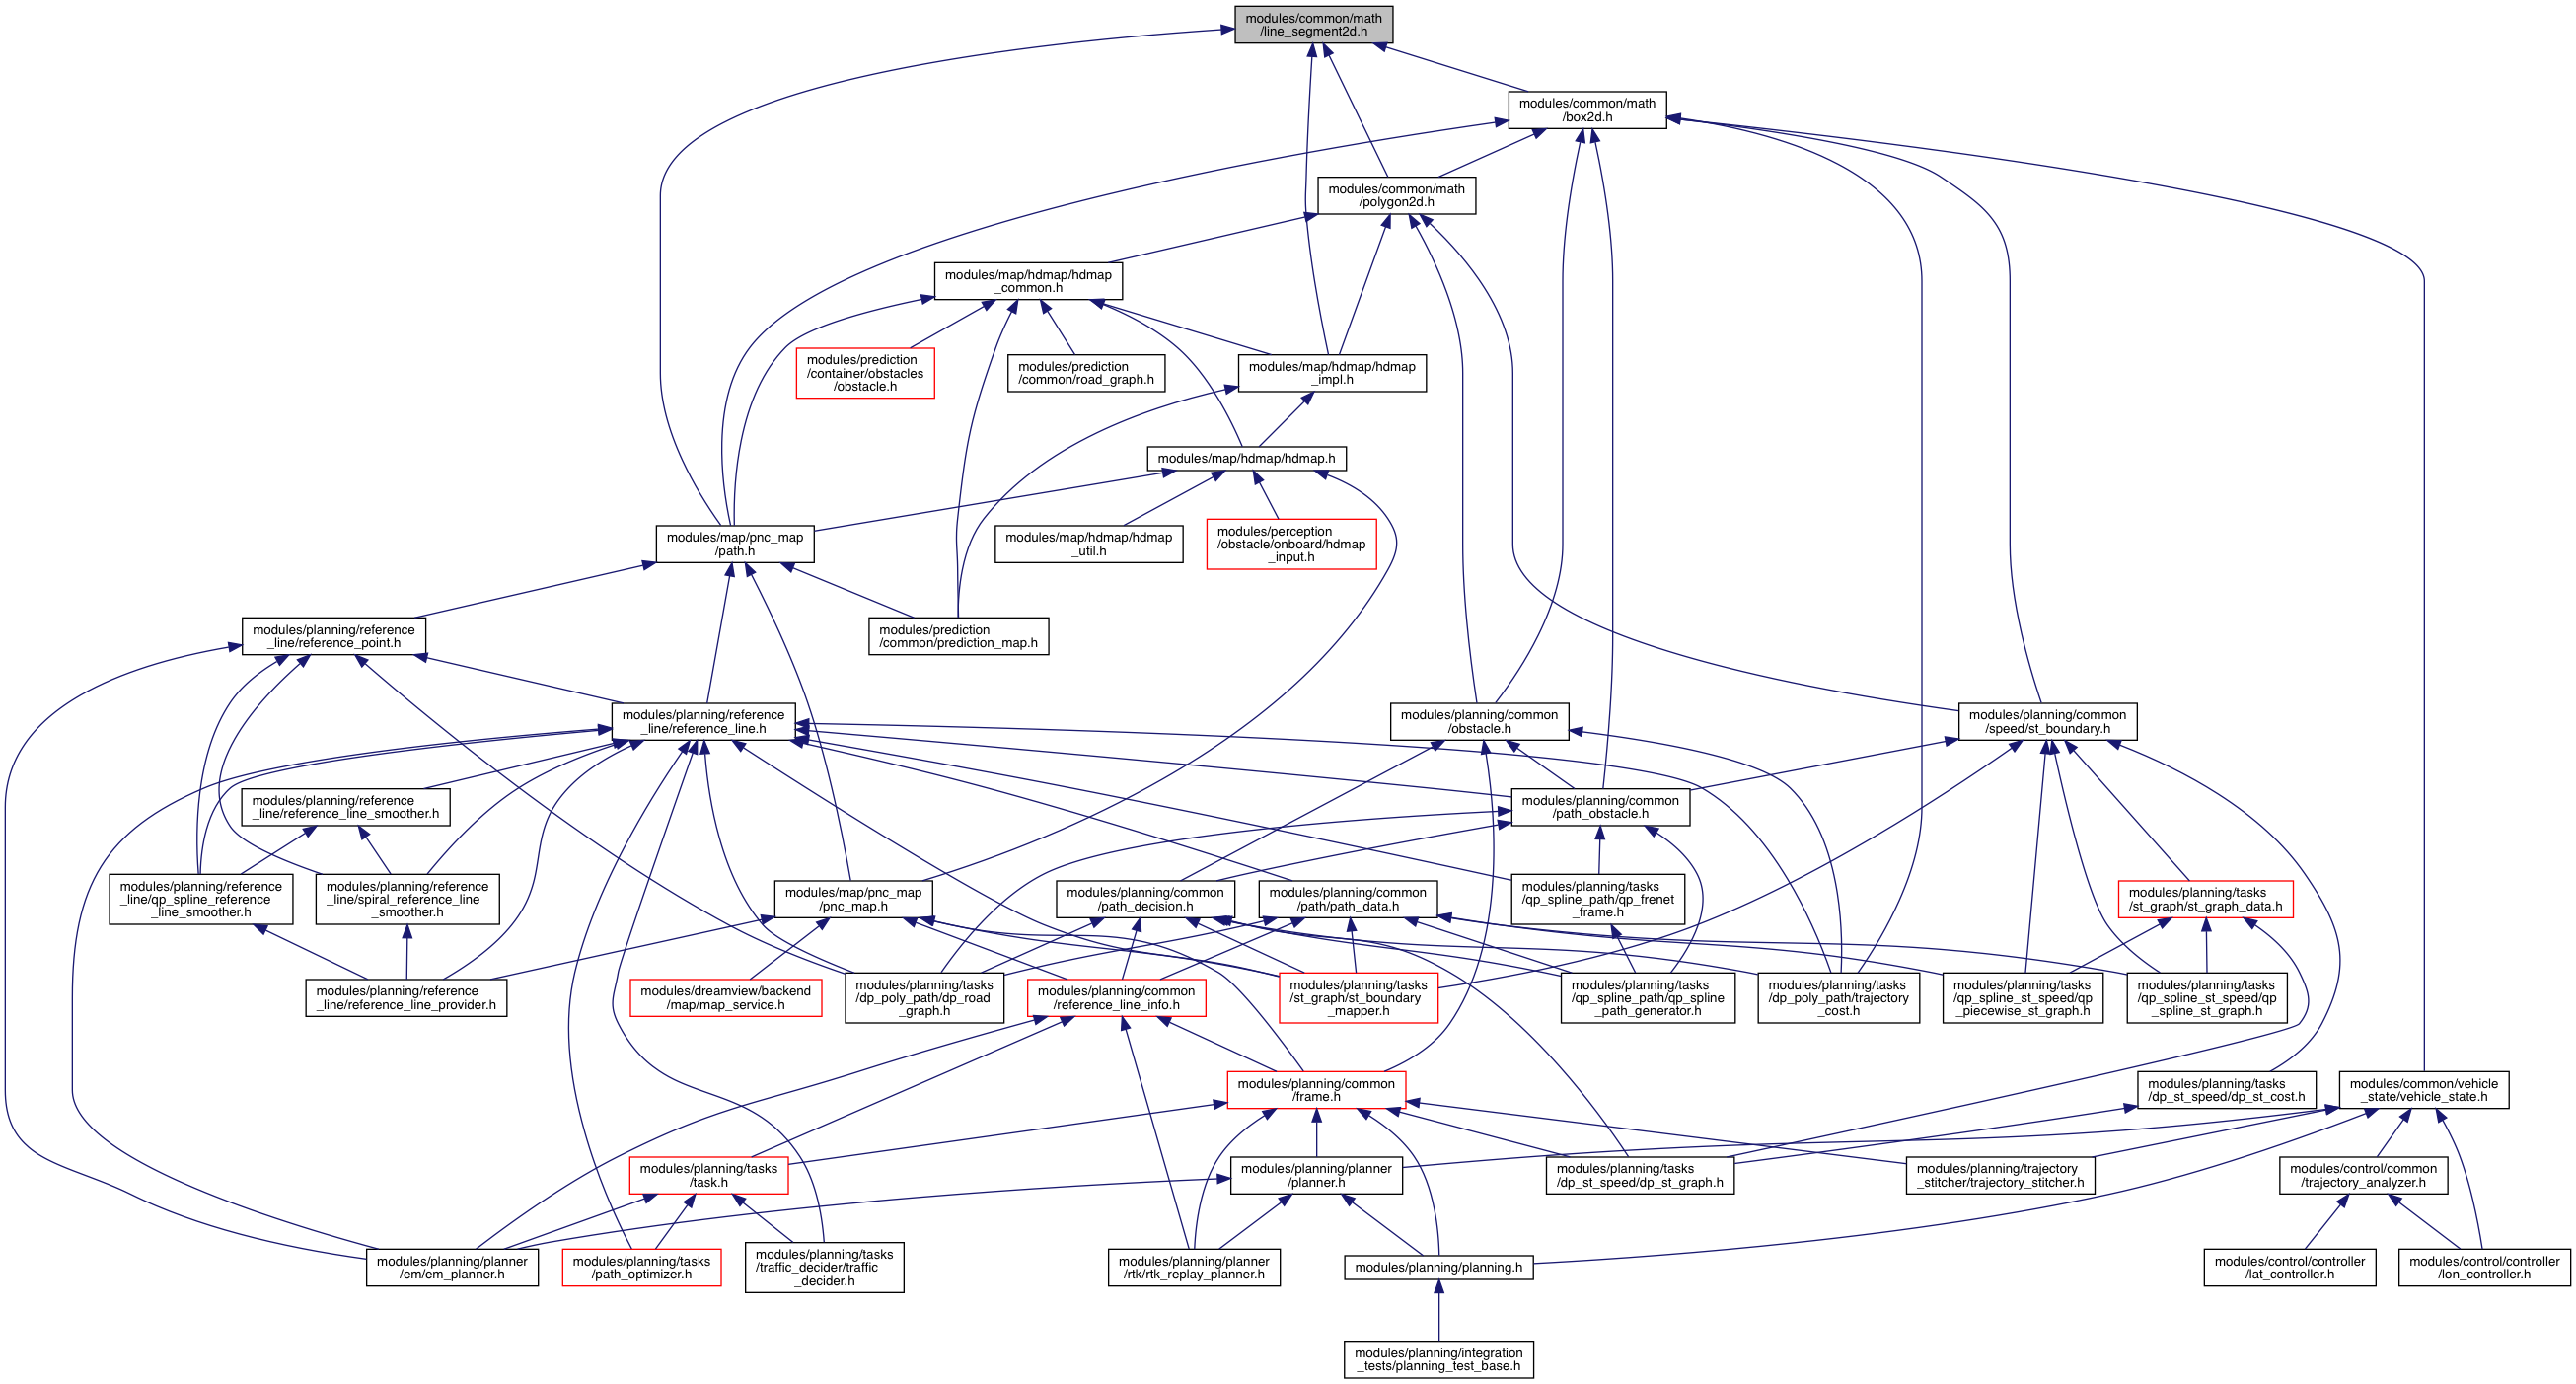 modules/common/math
/line_segment2d.h
modules/common/math
/box2d.h
modules/common/math
/polygon2d.h
modules/map/hdmap/hdmap
_common.h
modules/prediction
/container/obstacles
/obstacle.h
modules/prediction
/common/road_graph.h
modules/map/hdmap/hdmap
_impl.h
modules/map/hdmap/hdmap.h
modules/map/pnc_map
/path.h
modules/map/hdmap/hdmap
_util.h
modules/perception
/obstacle/onboard/hdmap
_input.h
modules/planning/reference
_line/reference_point.h
modules/prediction
/common/prediction_map.h
modules/planning/reference
_line/reference_line.h
modules/planning/common
/obstacle.h
modules/planning/common
/speed/st_boundary.h
modules/planning/reference
_line/reference_line_smoother.h
modules/planning/common
/path_obstacle.h
modules/planning/reference
_line/qp_spline_reference
_line_smoother.h
modules/planning/reference
_line/spiral_reference_line
_smoother.h
modules/map/pnc_map
/pnc_map.h
modules/planning/common
/path_decision.h
modules/planning/common
/path/path_data.h
modules/planning/tasks
/qp_spline_path/qp_frenet
_frame.h
modules/planning/tasks
/st_graph/st_graph_data.h
modules/planning/reference
_line/reference_line_provider.h
modules/dreamview/backend
/map/map_service.h
modules/planning/tasks
/dp_poly_path/dp_road
_graph.h
modules/planning/common
/reference_line_info.h
modules/planning/tasks
/st_graph/st_boundary
_mapper.h
modules/planning/tasks
/qp_spline_path/qp_spline
_path_generator.h
modules/planning/tasks
/dp_poly_path/trajectory
_cost.h
modules/planning/tasks
/qp_spline_st_speed/qp
_piecewise_st_graph.h
modules/planning/tasks
/qp_spline_st_speed/qp
_spline_st_graph.h
modules/planning/common
/frame.h
modules/planning/tasks
/dp_st_speed/dp_st_cost.h
modules/common/vehicle
_state/vehicle_state.h
modules/planning/tasks
/task.h
modules/planning/planner
/planner.h
modules/planning/tasks
/dp_st_speed/dp_st_graph.h
modules/planning/trajectory
_stitcher/trajectory_stitcher.h
modules/control/common
/trajectory_analyzer.h
modules/planning/planner
/em/em_planner.h
modules/planning/tasks
/path_optimizer.h
modules/planning/tasks
/traffic_decider/traffic
_decider.h
modules/planning/planner
/rtk/rtk_replay_planner.h
modules/planning/planning.h
modules/control/controller
/lat_controller.h
modules/control/controller
/lon_controller.h
modules/planning/integration
_tests/planning_test_base.h